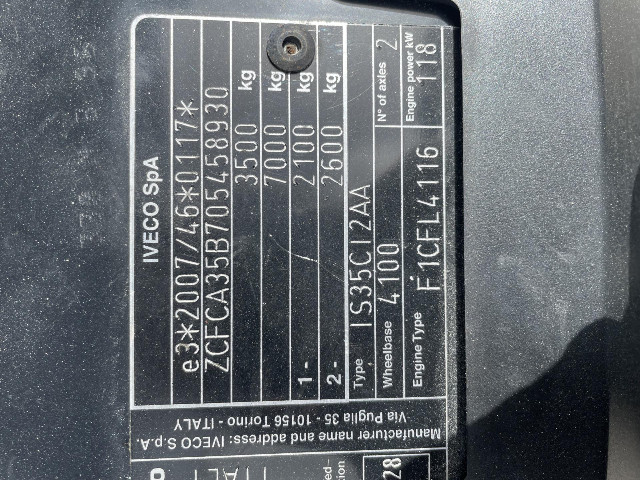 IVECO SpA
e3*2007/46*0117*
ZCFCA35B705458930
3500 kg
7000 kg
1- 2100 kg
2- 2600 kg
Type IS35CI2AA
Wheelbase 4100 N° of axles 2
Engine Type F1CFL4116 Engine power kW 118
Manufacturer name and address: IVECO S.p.A.
Via Puglia 35 - 10156 Torino - ITALY
28